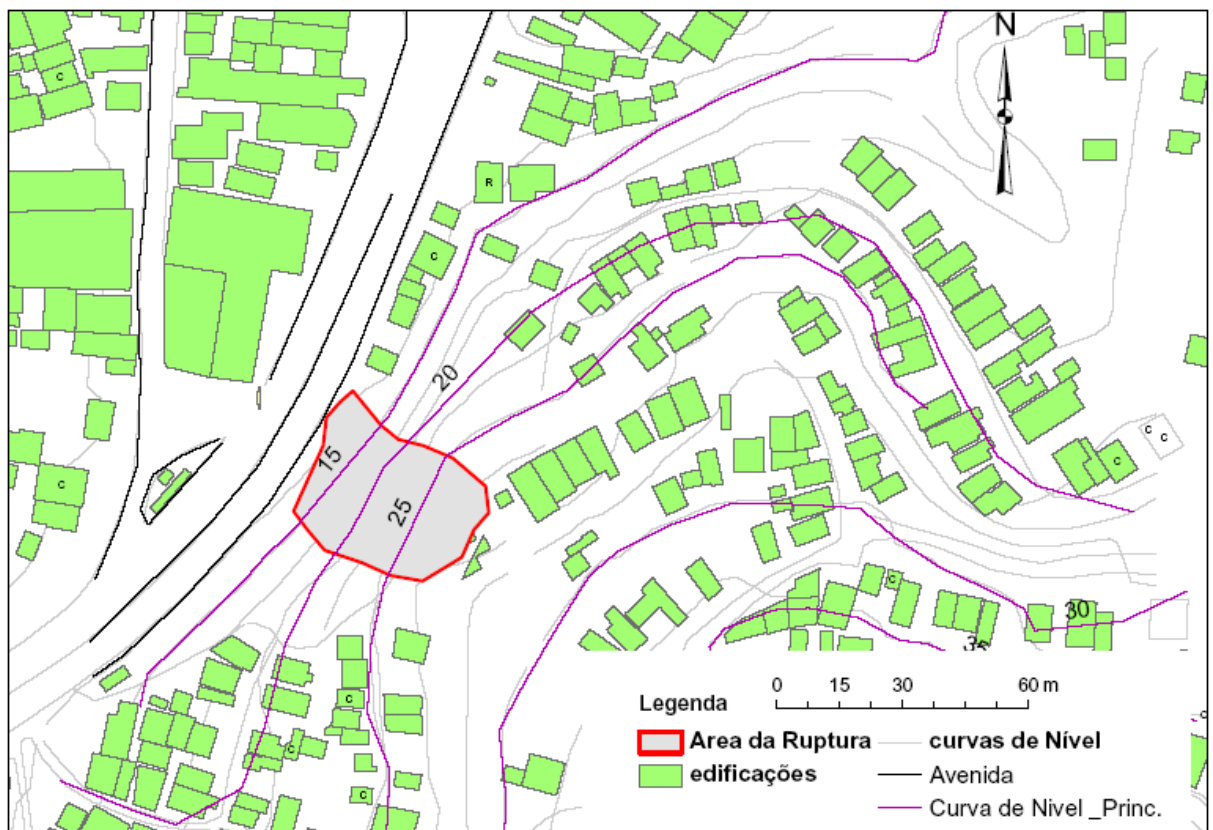 N
C
R
C
20
15
25
C
C
C
C
C
C
30
35
C
C
C
Legenda
0 15 30 60 m
Area da Ruptura
curvas de Nível
edificações
Avenida
Curva de Nivel _Princ.